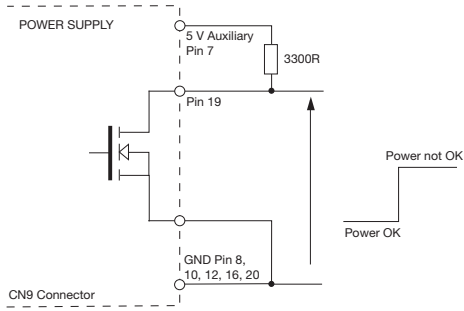 POWER SUPPLY
5 V Auxiliary
Pin 7
3300R
Pin 19
Power not OK
Power OK
GND Pin 8,
10, 12, 16, 20
CN9 Connector